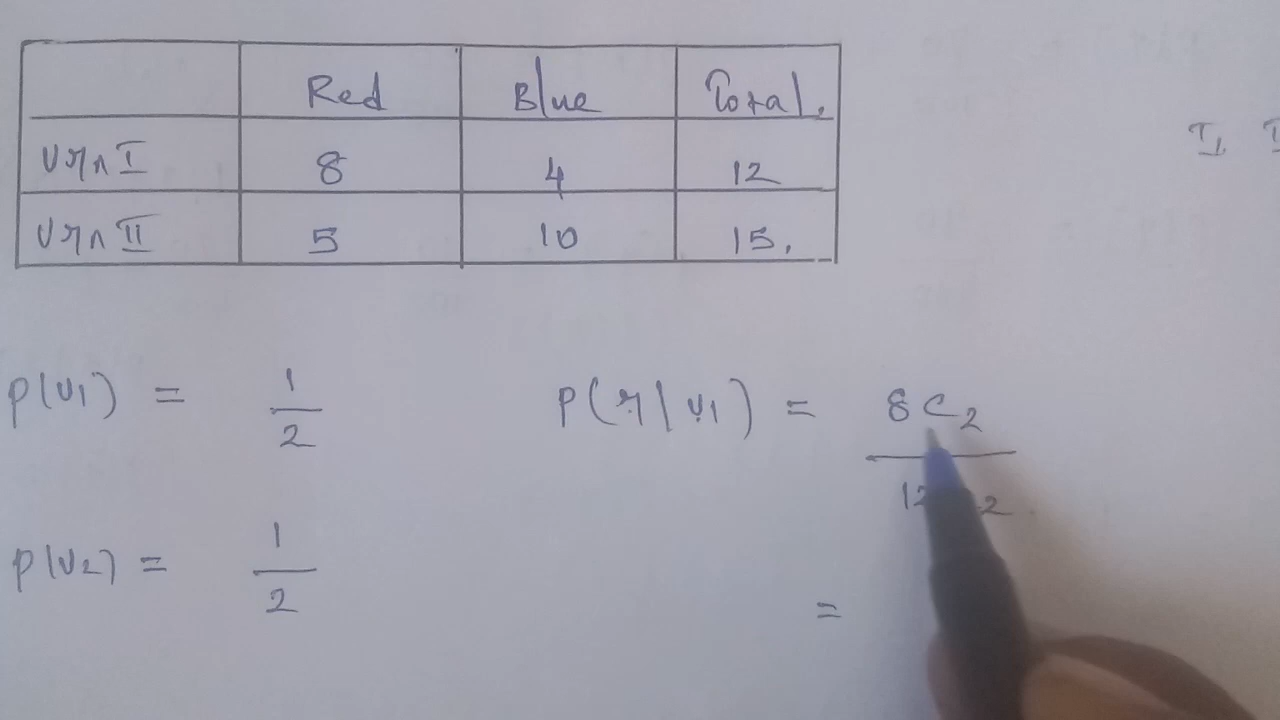 Red Blue Total.
Urn I 8 4 12
Urn II 5 10 15.
I
P(U1) = 1/2 P(r|U1) = 8C2
P(U2) = 1/2 =